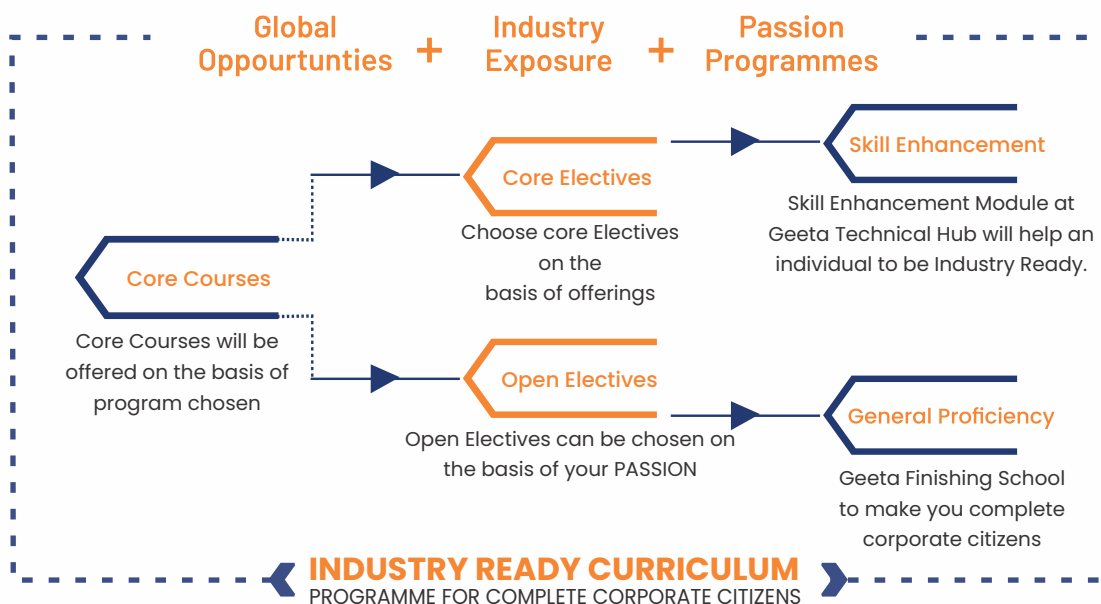 Global
Oppourtunties
+
Industry
Exposure
+
Passion
Programmes
Core Courses
Core Courses will be
offered on the basis of
program chosen
Core Electives
Choose core Electives
on the
basis of offerings
Skill Enhancement
Skill Enhancement Module at
Geeta Technical Hub will help an
individual to be Industry Ready.
Open Electives
Open Electives can be chosen on
the basis of your PASSION
General Proficiency
Geeta Finishing School
to make you complete
corporate citizens
INDUSTRY READY CURRICULUM
PROGRAMME FOR COMPLETE CORPORATE CITIZENS